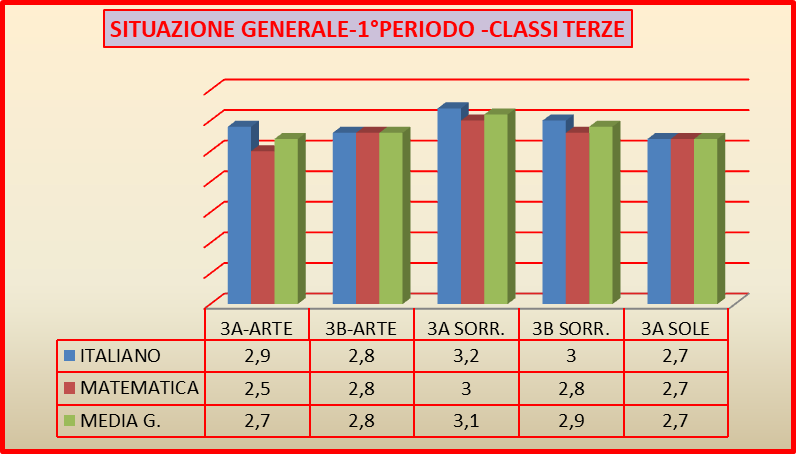 SITUAZIONE GENERALE-1°PERIODO -CLASSI TERZE
3A-ARTE 3B-ARTE 3A SORR. 3B SORR. 3A SOLE
ITALIANO 2,9 2,8 3,2 3 2,7
MATEMATICA 2,5 2,8 3 2,8 2,7
MEDIA G. 2,7 2,8 3,1 2,9 2,7